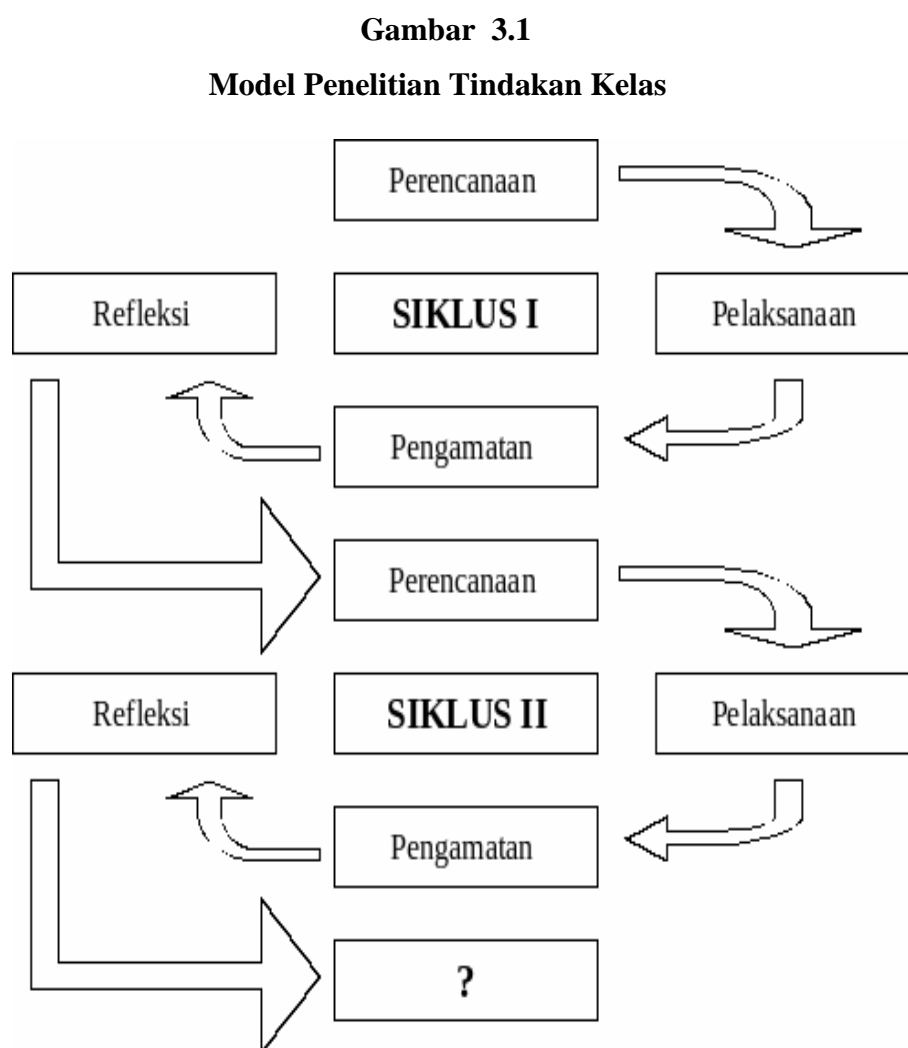 Gambar 3.1
Model Penelitian Tindakan Kelas
Perencanaan
Refleksi
SIKLUS I
Pelaksanaan
Pengamatan
Perencanaan
Refleksi
SIKLUS II
Pelaksanaan
Pengamatan
?